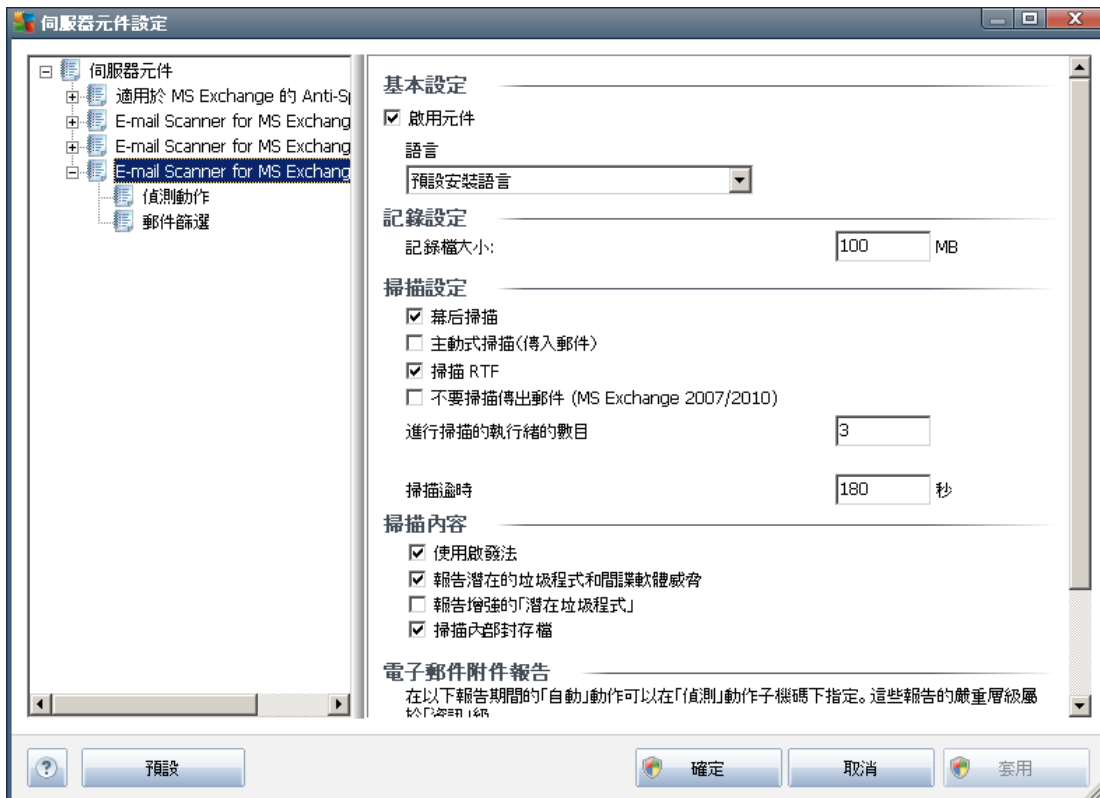 伺服器元件設定
伺服器元件
適用於 MS Exchange 的 Anti-Sp
E-mail Scanner for MS Exchang
E-mail Scanner for MS Exchang
E-mail Scanner for MS Exchang
偵測動作
郵件篩選
基本設定
啟用元件
語言
預設安裝語言
記錄設定
記錄檔大小:
100 MB
掃描設定
幕后掃描
主動式掃描(傳入郵件)
掃描 RTF
不要掃描傳出郵件 (MS Exchange 2007/2010)
進行掃描的執行緒的數目
3
掃描逾時
180 秒
掃描內容
使用啟發法
報告潛在的垃圾程式和間諜軟體威脅
報告增強的「潛在垃圾程式」
掃描內部封存檔
電子郵件附件報告
在以下報告期間的「自動」動作可以在「偵測」動作子機碼下指定。這些報告的嚴重層級屬
於「資訊」級
?
預設
確定
取消
套用